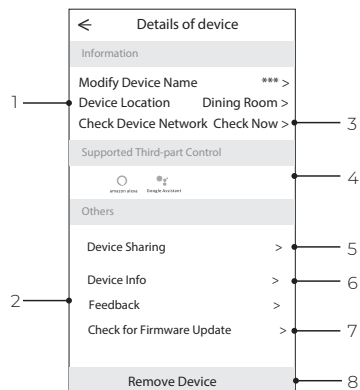 Details of device
Information
Modify Device Name *** >
1 Device Location Dining Room >
Check Device Network Check Now > 3
Supported Third-part Control
4
amazon alexa Google Assistant
Others
Device Sharing > 5
Device Info > 6
2 Feedback >
Check for Firmware Update > 7
Remove Device 8